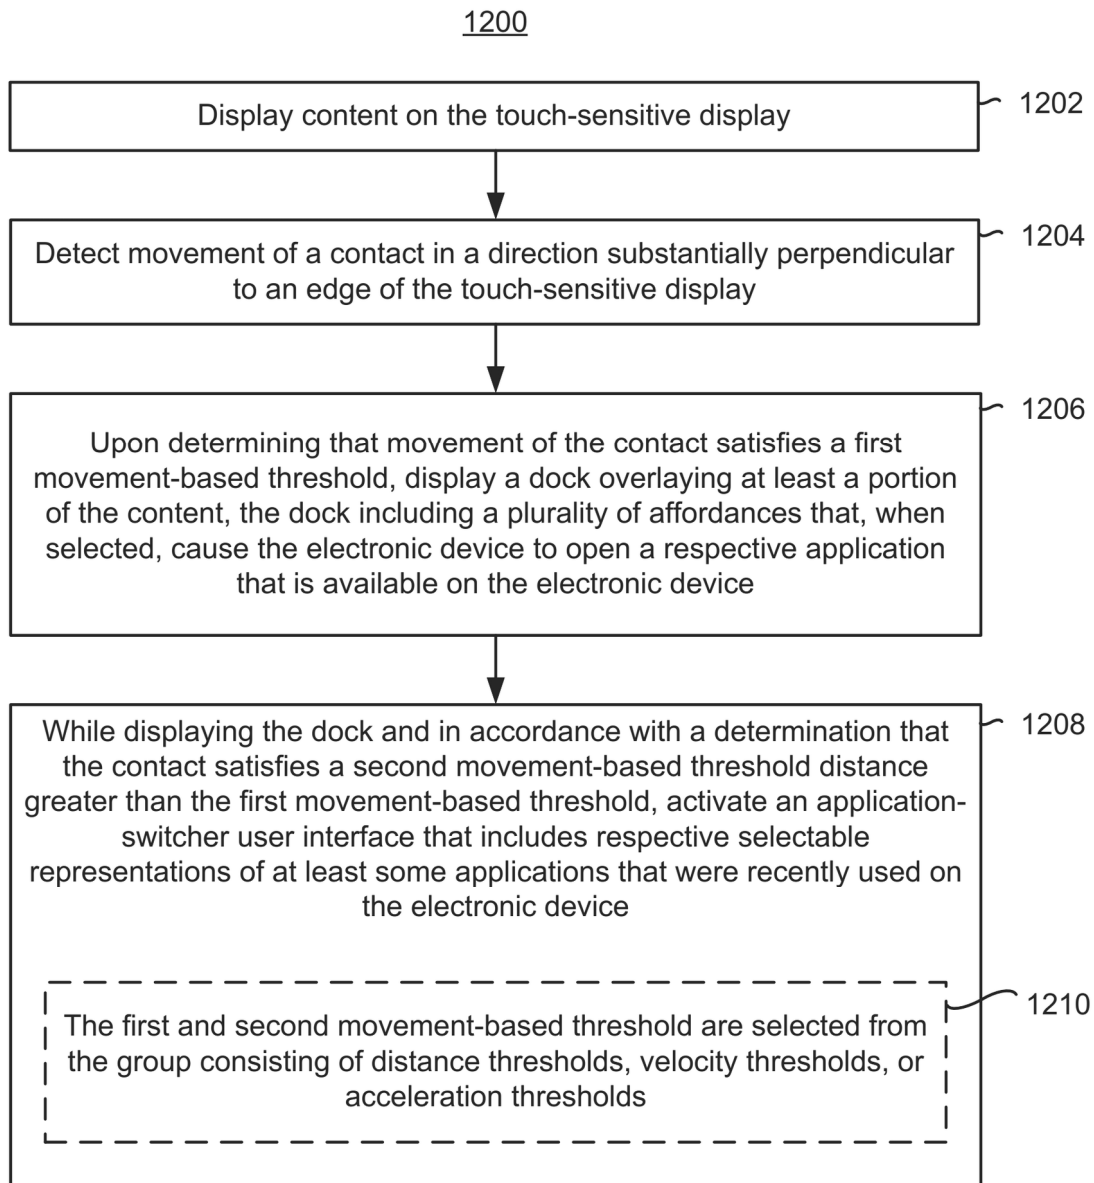 1200
Display content on the touch-sensitive display
1202
Detect movement of a contact in a direction substantially perpendicular
to an edge of the touch-sensitive display
1204
Upon determining that movement of the contact satisfies a first
movement-based threshold, display a dock overlaying at least a portion
of the content, the dock including a plurality of affordances that, when
selected, cause the electronic device to open a respective application
that is available on the electronic device
1206
While displaying the dock and in accordance with a determination that
the contact satisfies a second movement-based threshold distance
greater than the first movement-based threshold, activate an application-
switcher user interface that includes respective selectable
representations of at least some applications that were recently used on
the electronic device
1208
The first and second movement-based threshold are selected from
the group consisting of distance thresholds, velocity thresholds, or
acceleration thresholds
1210